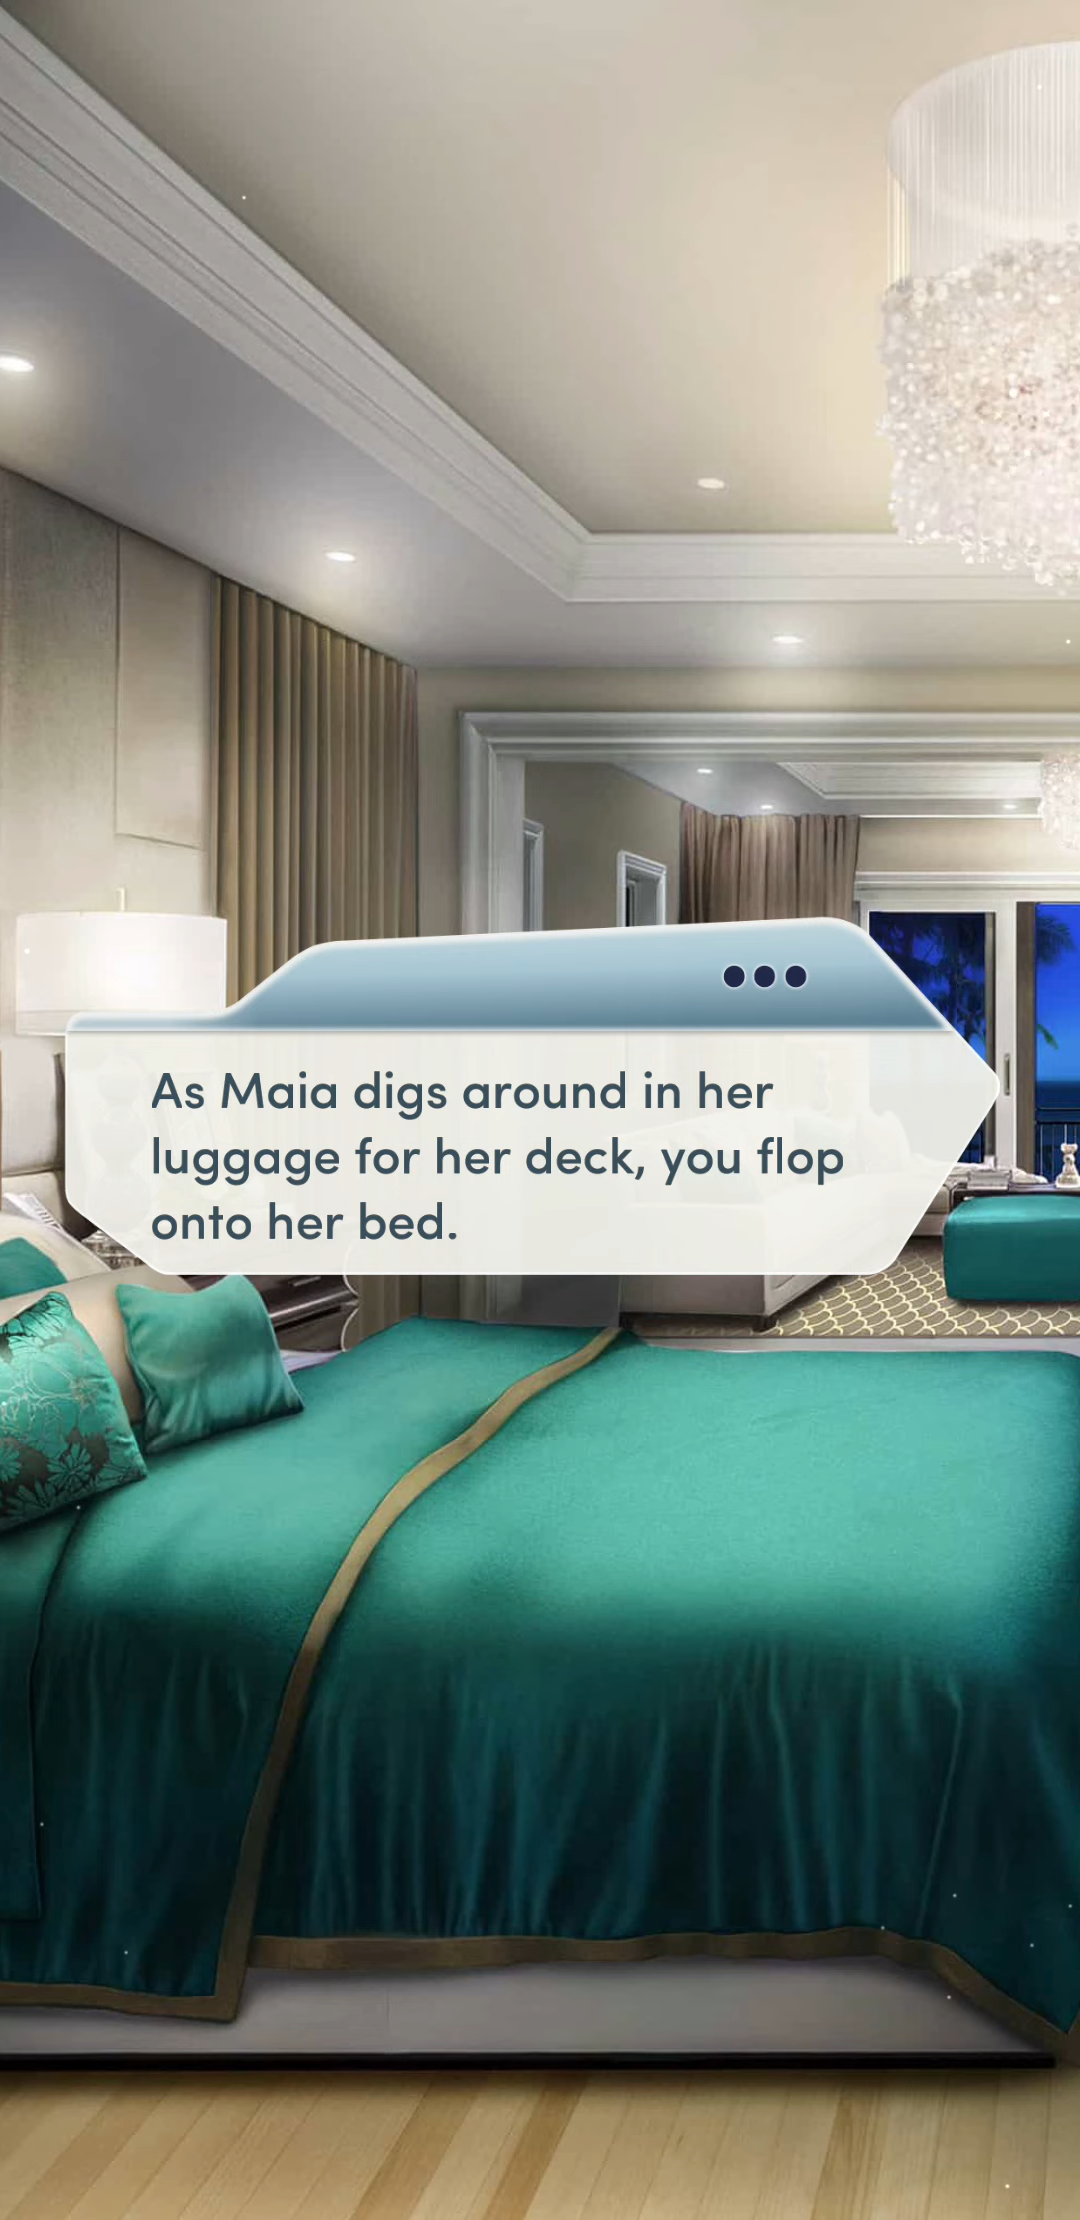 As Maia digs around in her
luggage for her deck, you flop
onto her bed.